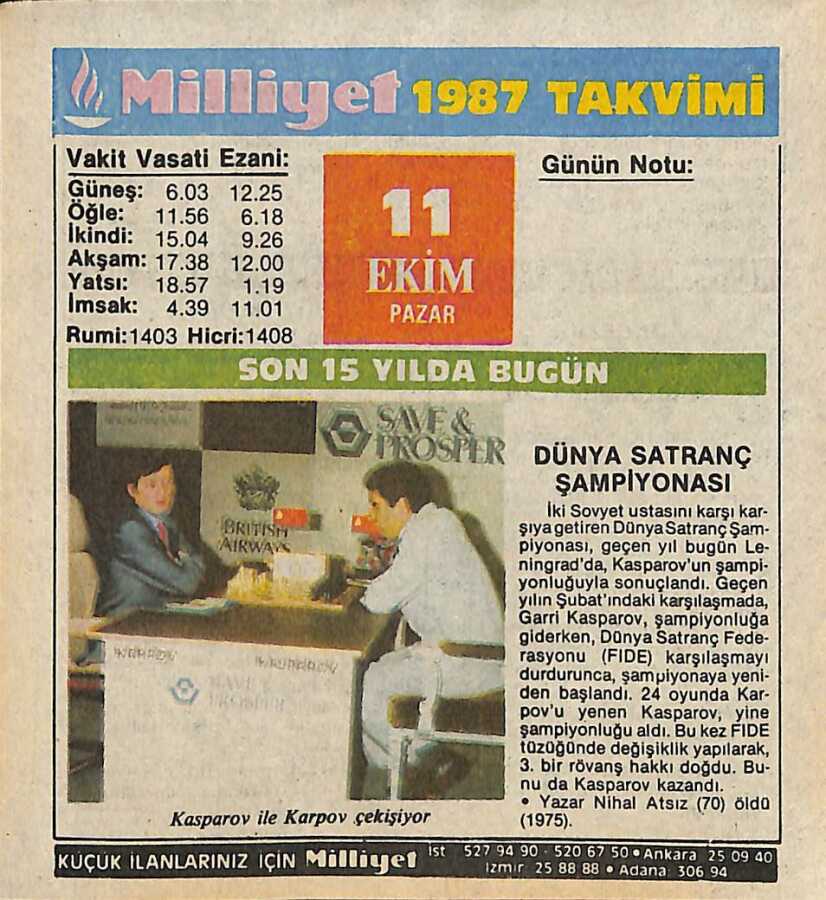 Milliyet 1987 TAKVİMİ
Vakit Vasati Ezani:
Güneş: 6.03 12.25
Öğle: 11.56 6.18
İkindi: 15.04 9.26
Akşam: 17.38 12.00
Yatsı: 18.57 1.19
İmsak: 4.39 11.01
Rumi:1403 Hicri:1408
11
EKİM
PAZAR
Günün Notu:
SON 15 YILDA BUGÜN
SAVE &
PROSPER
BRITISH
AIRWAYS
KARPOV
KASPAROV
SAVE &
PROSPER
Kasparov ile Karpov çekişiyor
DÜNYA SATRANÇ
ŞAMPİYONASI
İki Sovyet ustasını karşı kar-
şıya getiren Dünya Satranç Şam-
piyonası, geçen yıl bugün Le-
ningrad'da, Kasparov'un şampi-
yonluğuyla sonuçlandı. Geçen
yılın Şubat'ındaki karşılaşmada,
Garri Kasparov, şampiyonluğa
giderken, Dünya Satranç Fede-
rasyonu (FIDE) karşılaşmayı
durdurunca, şampiyonaya yeni-
den başlandı. 24 oyunda Kar-
pov'u yenen Kasparov, yine
şampiyonluğu aldı. Bu kez FIDE
tüzüğünde değişiklik yapılarak,
3. bir rövanş hakkı doğdu. Bu-
nu da Kasparov kazandı.
• Yazar Nihal Atsız (70) öldü
(1975).
KÜÇÜK İLANLARINIZ İÇİN Milliyet
İst 527 94 90 - 520 67 50 • Ankara 25 09 40
İzmir 25 88 88 • Adana 306 94